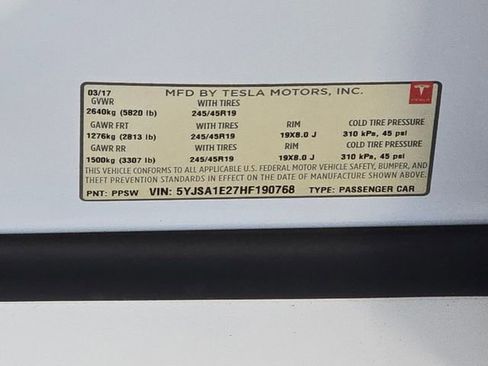 03/17 MFD BY TESLA MOTORS, INC.
GVWR WITH TIRES
2640kg (5820 lb) 245/45R19
GAWR FRT WITH TIRES RIM COLD TIRE PRESSURE
1276kg (2813 lb) 245/45R19 19X8.0 J 310 kPa, 45 psi
GAWR RR WITH TIRES RIM COLD TIRE PRESSURE
1500kg (3307 lb) 245/45R19 19X8.0 J 310 kPa, 45 psi
THIS VEHICLE CONFORMS TO ALL APPLICABLE U.S. FEDERAL MOTOR VEHICLE SAFETY, BUMPER, AND
THEFT PREVENTION STANDARDS IN EFFECT ON THE DATE OF MANUFACTURE SHOWN ABOVE.
PNT: PPSW VIN: 5YJSA1E27HF190768 TYPE: PASSENGER CAR
TESLA